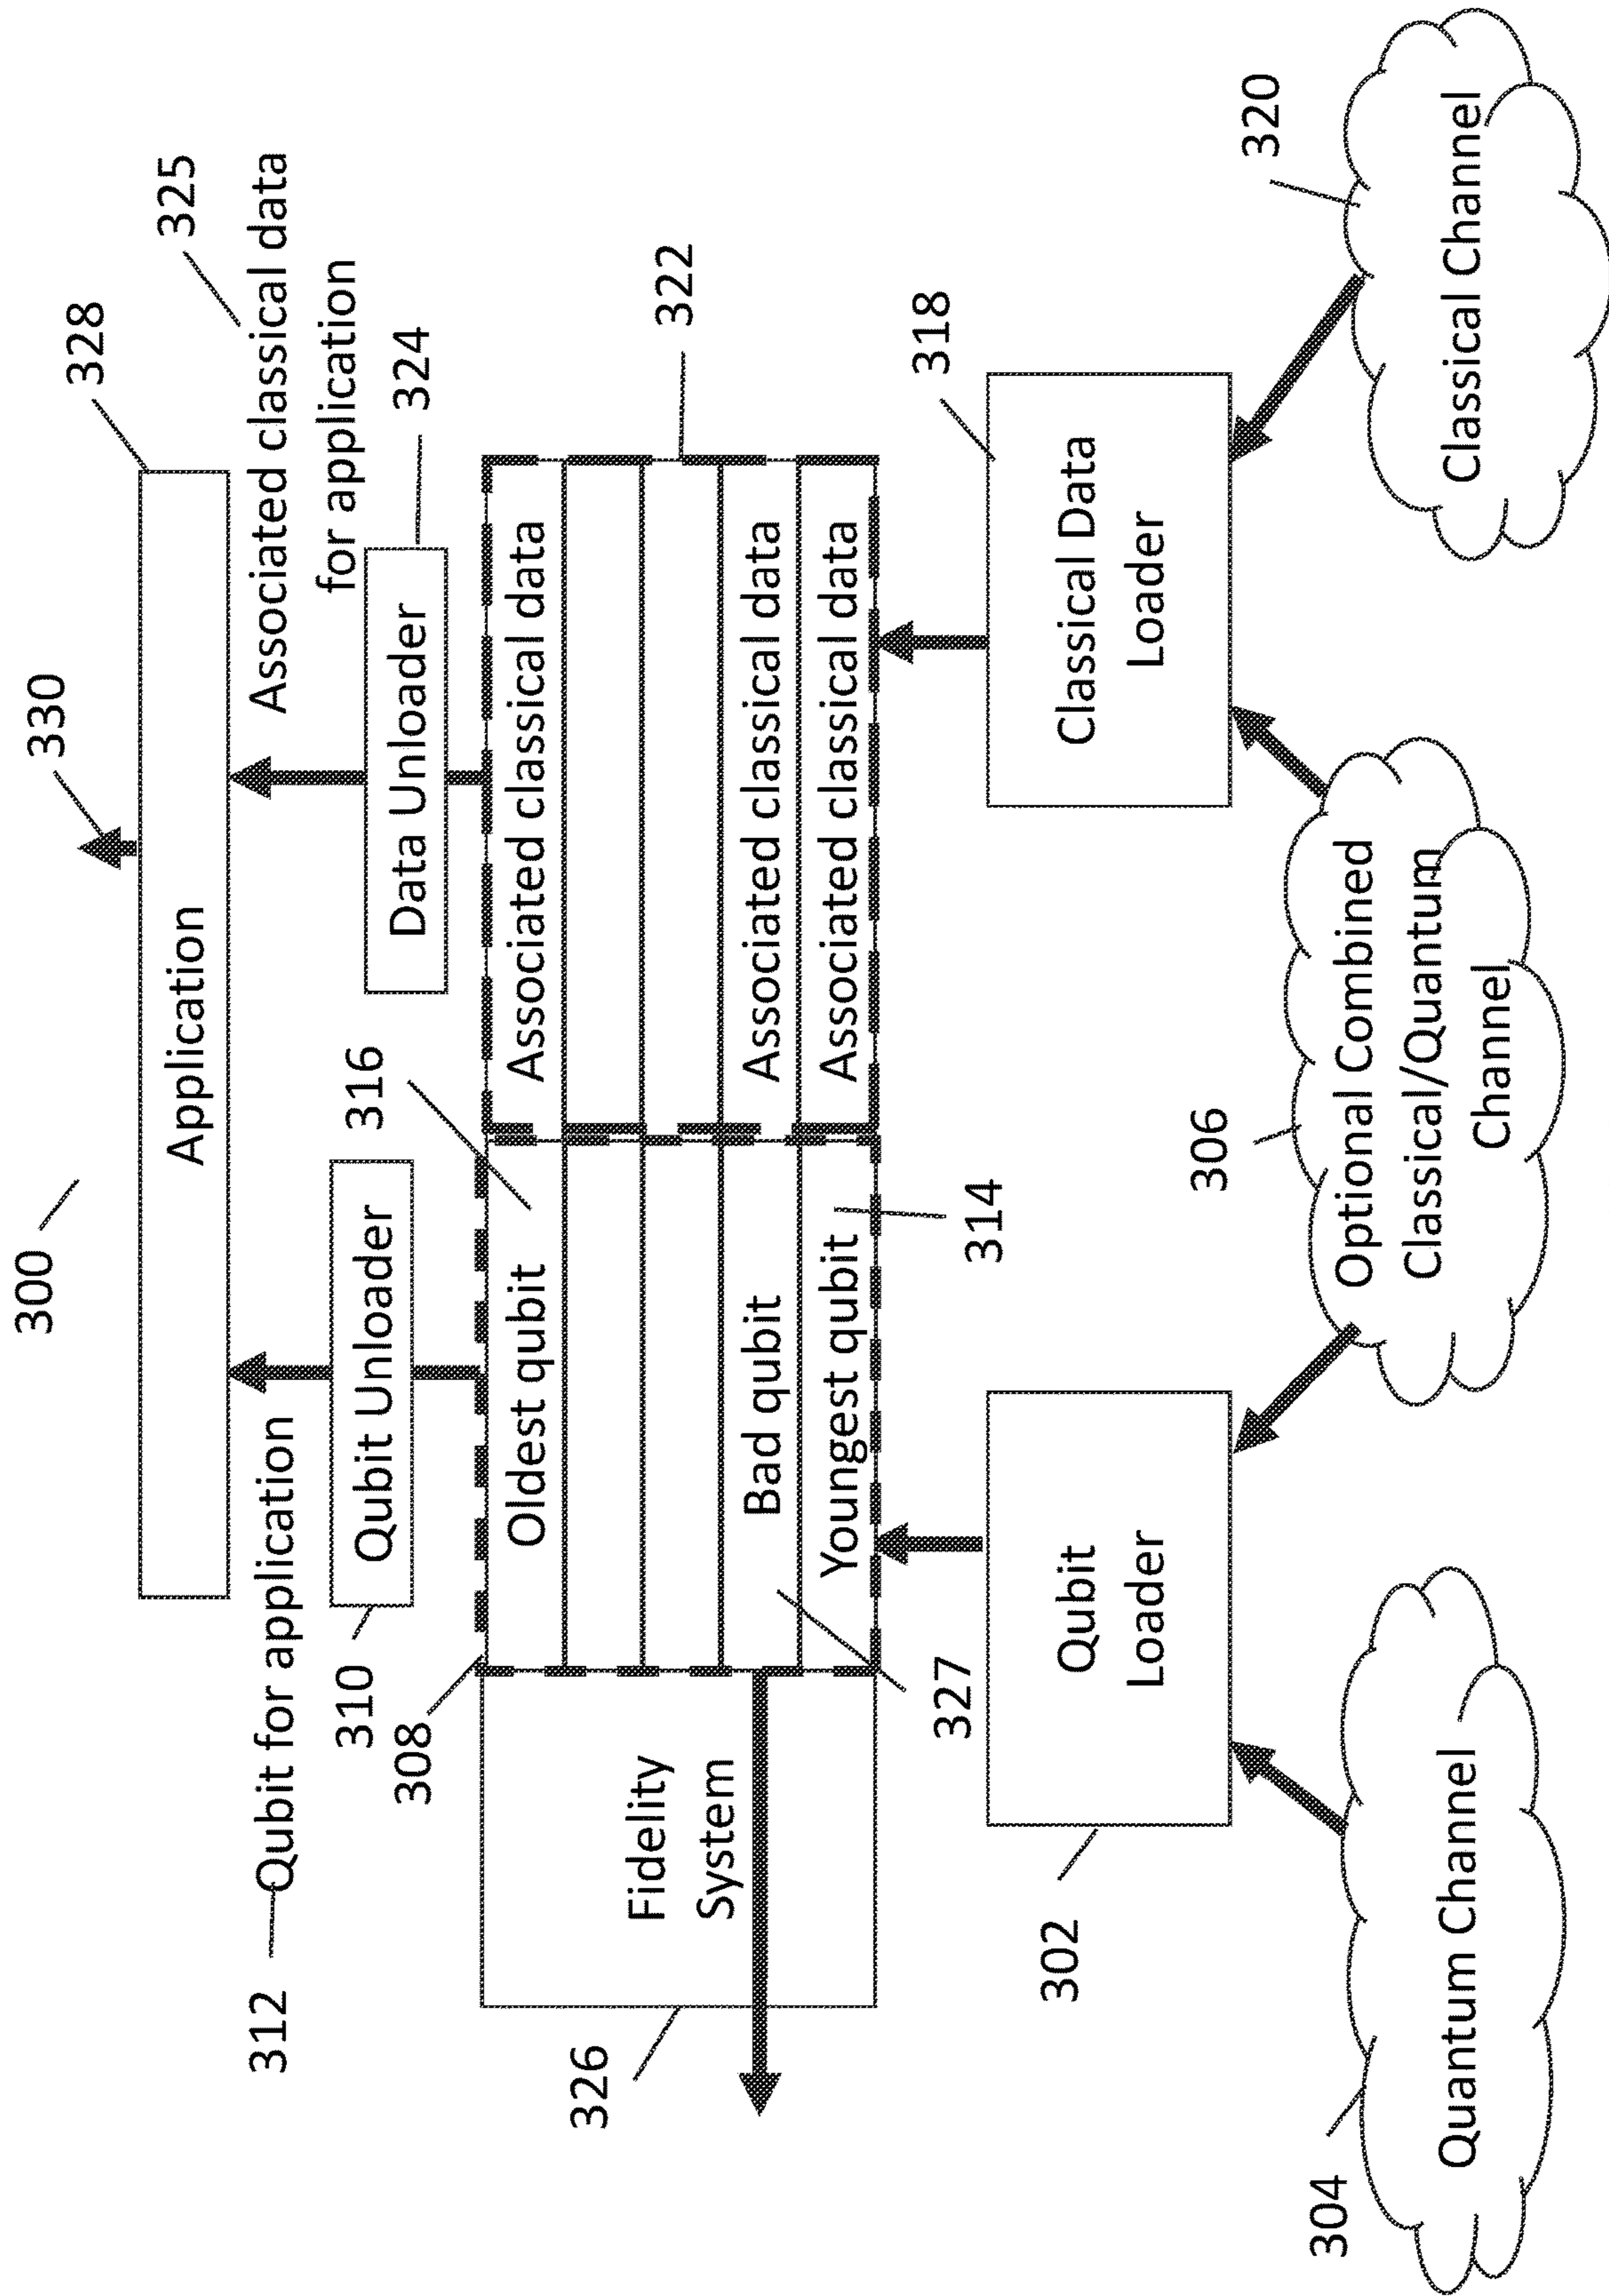 300
330
328
Application
325
Associated classical data
for application
312
Qubit for application
310
Qubit Unloader
316
Data Unloader
324
308
Oldest qubit
Associated classical data
322
Fidelity
System
Bad qubit
Associated classical data
Youngest qubit
Associated classical data
326
327
314
318
302
Qubit
Loader
Classical Data
Loader
306
320
304
Quantum Channel
Optional Combined
Classical/Quantum
Channel
Classical Channel